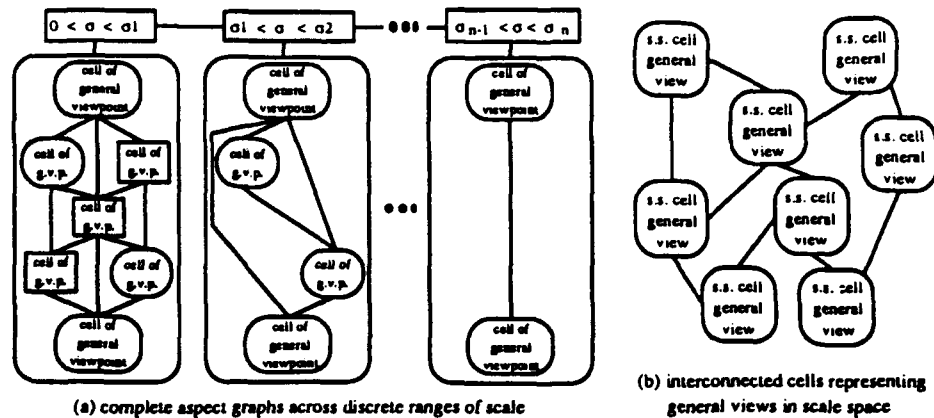 0 < σ < σ1
σ1 < σ < σ2
σ n-1 < σ < σ n
cell of
general
viewpoint
cell of
g.v.p.
cell of
g.v.p.
cell of
g.v.p.
cell of
g.v.p.
cell of
g.v.p.
cell of
general
viewpoint
cell of
general
viewpoint
cell of
g.v.p.
cell of
g.v.p.
cell of
general
viewpoint
cell of
general
viewpoint
cell of
general
viewpoint
(a) complete aspect graphs across discrete ranges of scale
s.s. cell
general
view
s.s. cell
general
view
s.s. cell
general
view
s.s. cell
general
view
s.s. cell
general
view
s.s. cell
general
view
s.s. cell
general
view
s.s. cell
general
view
(b) interconnected cells representing
general views in scale space